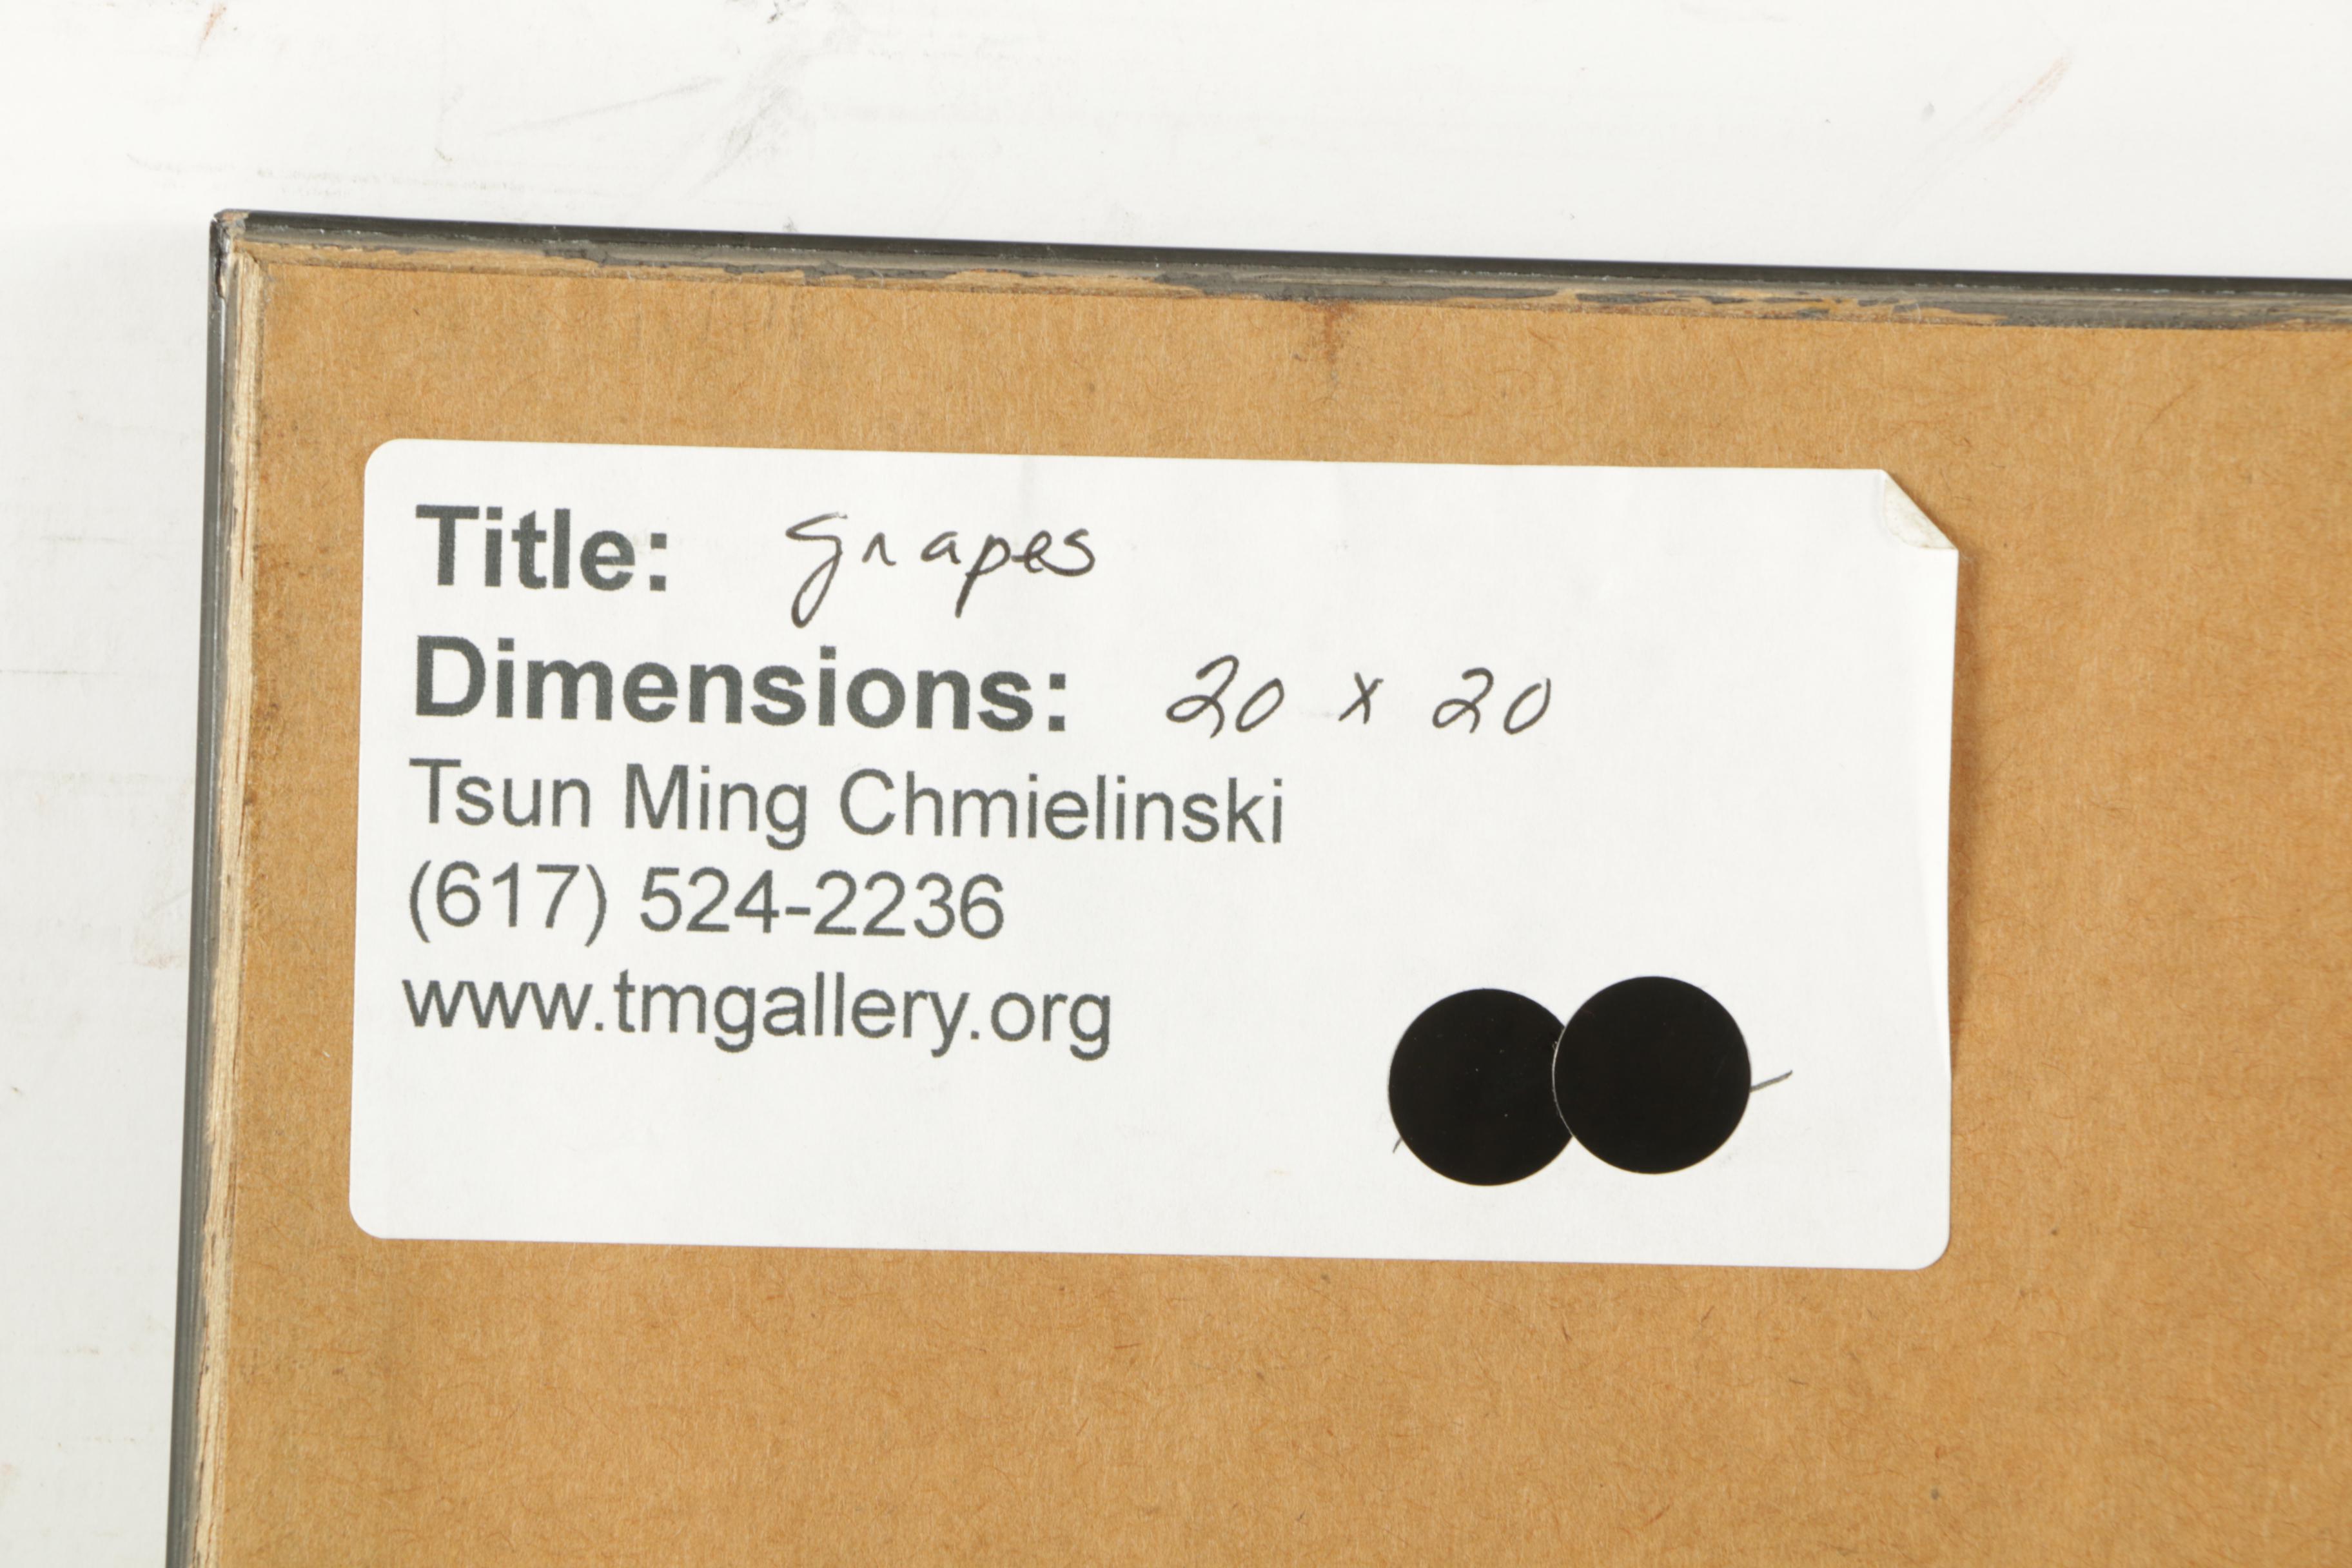 Title: Grapes
Dimensions: 20 x 20
Tsun Ming Chmielinski
(617) 524-2236
www.tmgallery.org